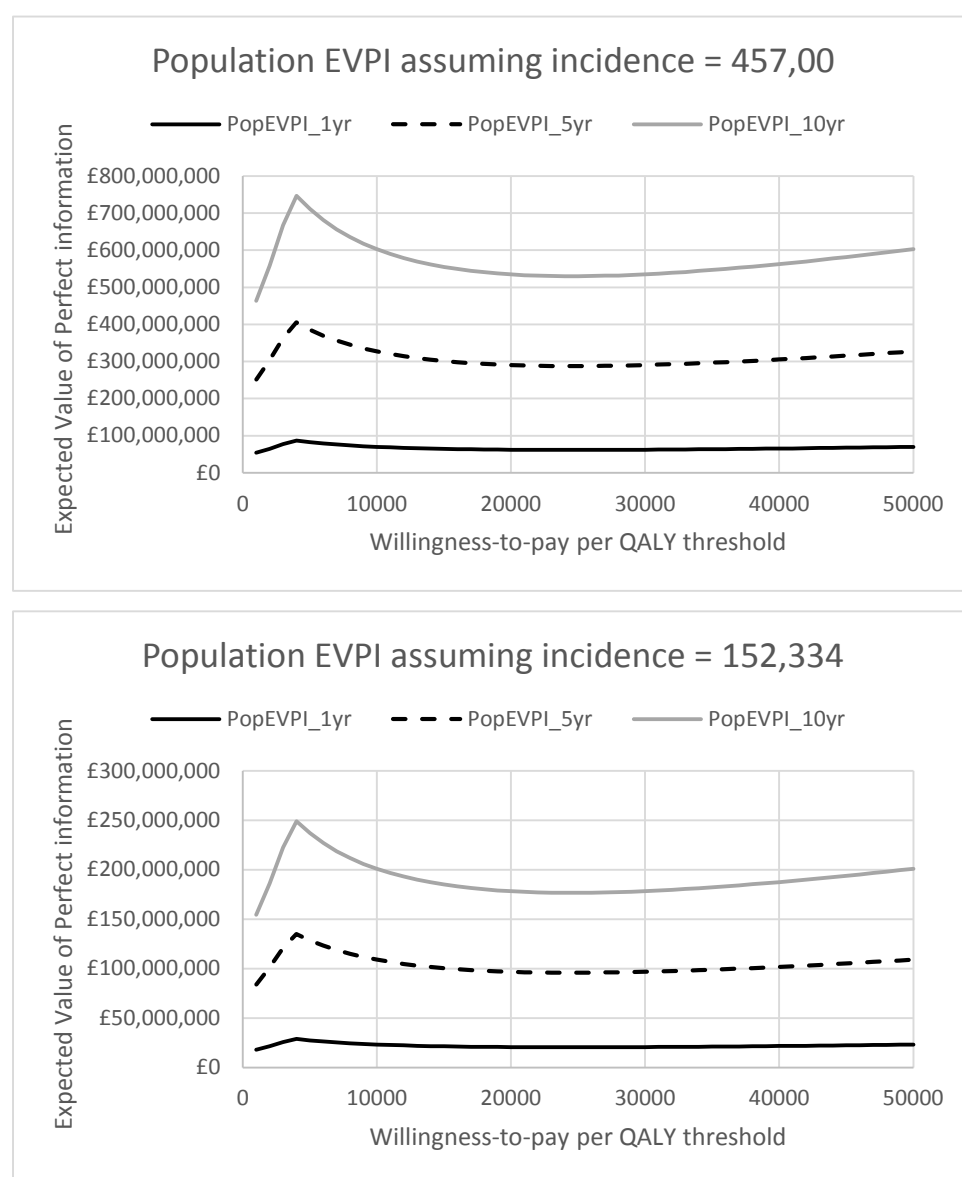 Population EVPI assuming incidence = 457,00
PopEVPI_1yr PopEVPI_5yr PopEVPI_10yr
Expected Value of Perfect information
£800,000,000
£700,000,000
£600,000,000
£500,000,000
£400,000,000
£300,000,000
£200,000,000
£100,000,000
£0
0 10000 20000 30000 40000 50000
Willingness-to-pay per QALY threshold
Population EVPI assuming incidence = 152,334
PopEVPI_1yr PopEVPI_5yr PopEVPI_10yr
Expected Value of Perfect information
£300,000,000
£250,000,000
£200,000,000
£150,000,000
£100,000,000
£50,000,000
£0
0 10000 20000 30000 40000 50000
Willingness-to-pay per QALY threshold